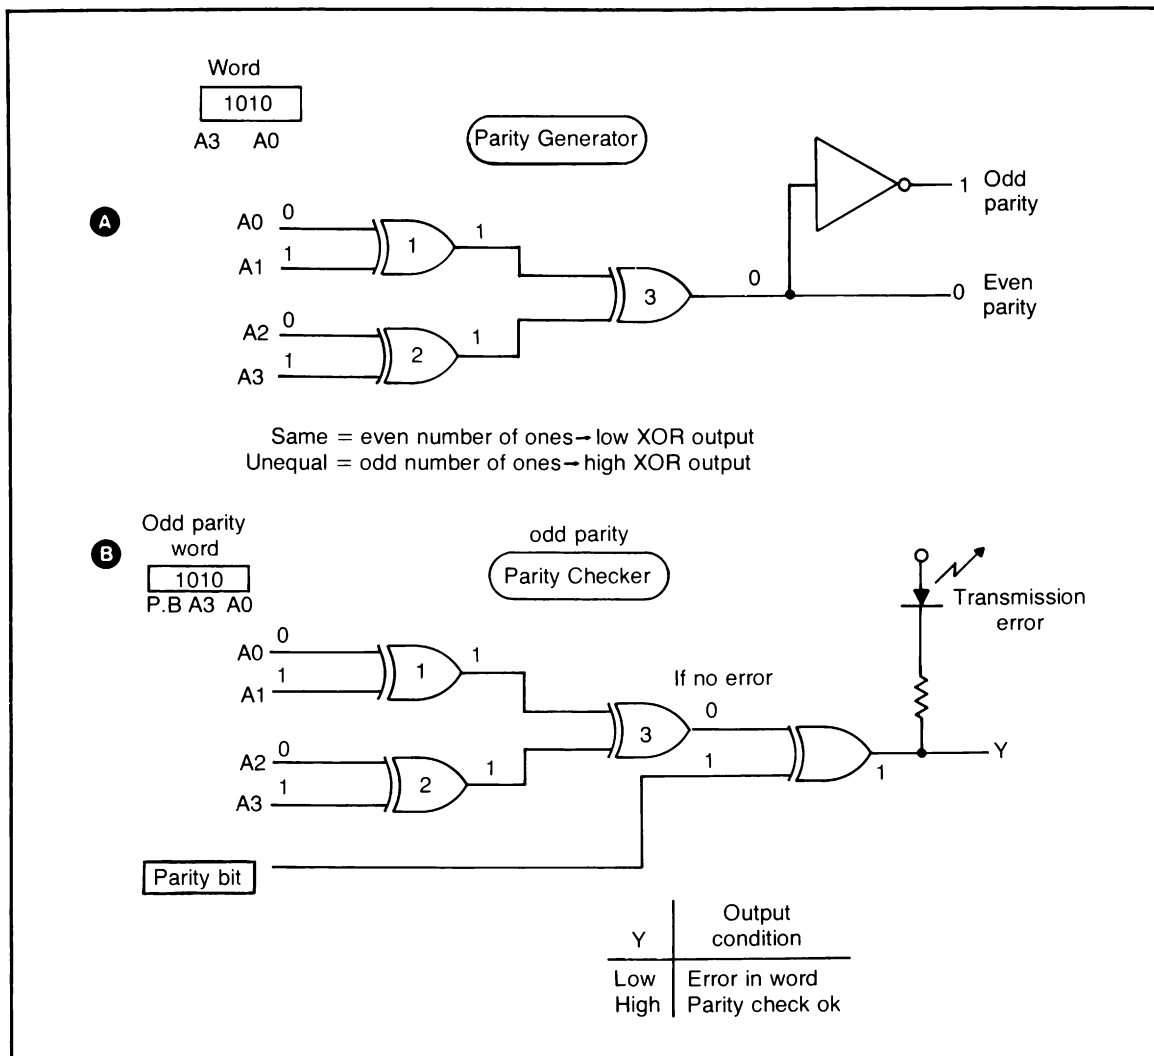 Word
1010
A3 A0
Parity Generator
A
A0 0
A1 1
1
1
A2 0
A3 1
2
1
3
0
1 Odd
parity
0 Even
parity
Same = even number of ones→low XOR output
Unequal = odd number of ones→high XOR output
B
Odd parity
word
1010
P.B A3 A0
odd parity
Parity Checker
Transmission
error
A0 0
A1 1
1
1
A2 0
A3 1
2
1
3
If no error
0
1
1
Y
Parity bit
Y Output
condition
Low Error in word
High Parity check ok